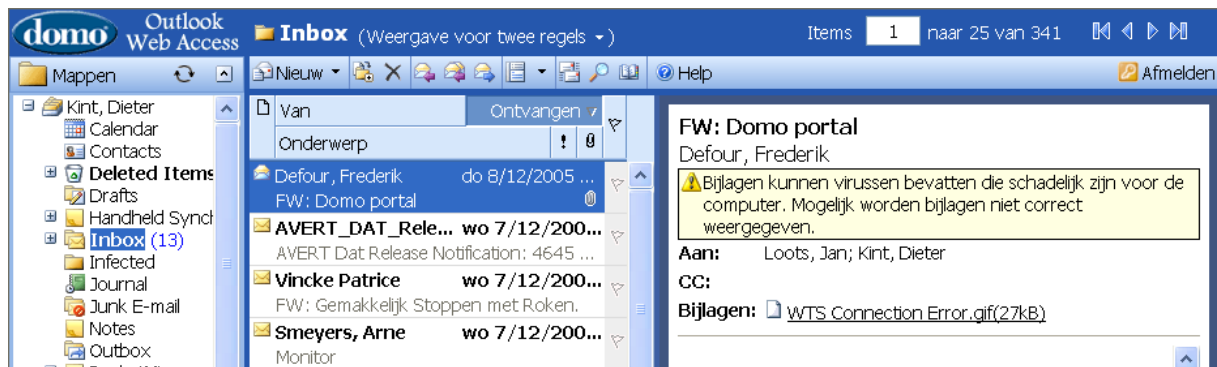 domo Outlook
Web Access
Inbox (Weergave voor twee regels)
Items 1 naar 25 van 341
Mappen
Nieuw
Help
Afmelden
Kint, Dieter
Calendar
Contacts
Deleted Items
Drafts
Handheld Synch
Inbox (13)
Infected
Journal
Junk E-mail
Notes
Outbox
Van Ontvangen
Onderwerp
Defour, Frederik do 8/12/2005 ...
FW: Domo portal
AVERT_DAT_Rele... wo 7/12/200...
AVERT Dat Release Notification: 4645 ...
Vincke Patrice wo 7/12/200...
FW: Gemakkelijk Stoppen met Roken.
Smeyers, Arne wo 7/12/200...
Monitor
FW: Domo portal
Defour, Frederik
Bijlagen kunnen virussen bevatten die schadelijk zijn voor de
computer. Mogelijk worden bijlagen niet correct
weergegeven.
Aan: Loots, Jan; Kint, Dieter
CC:
Bijlagen: WTS Connection Error.gif(27kB)